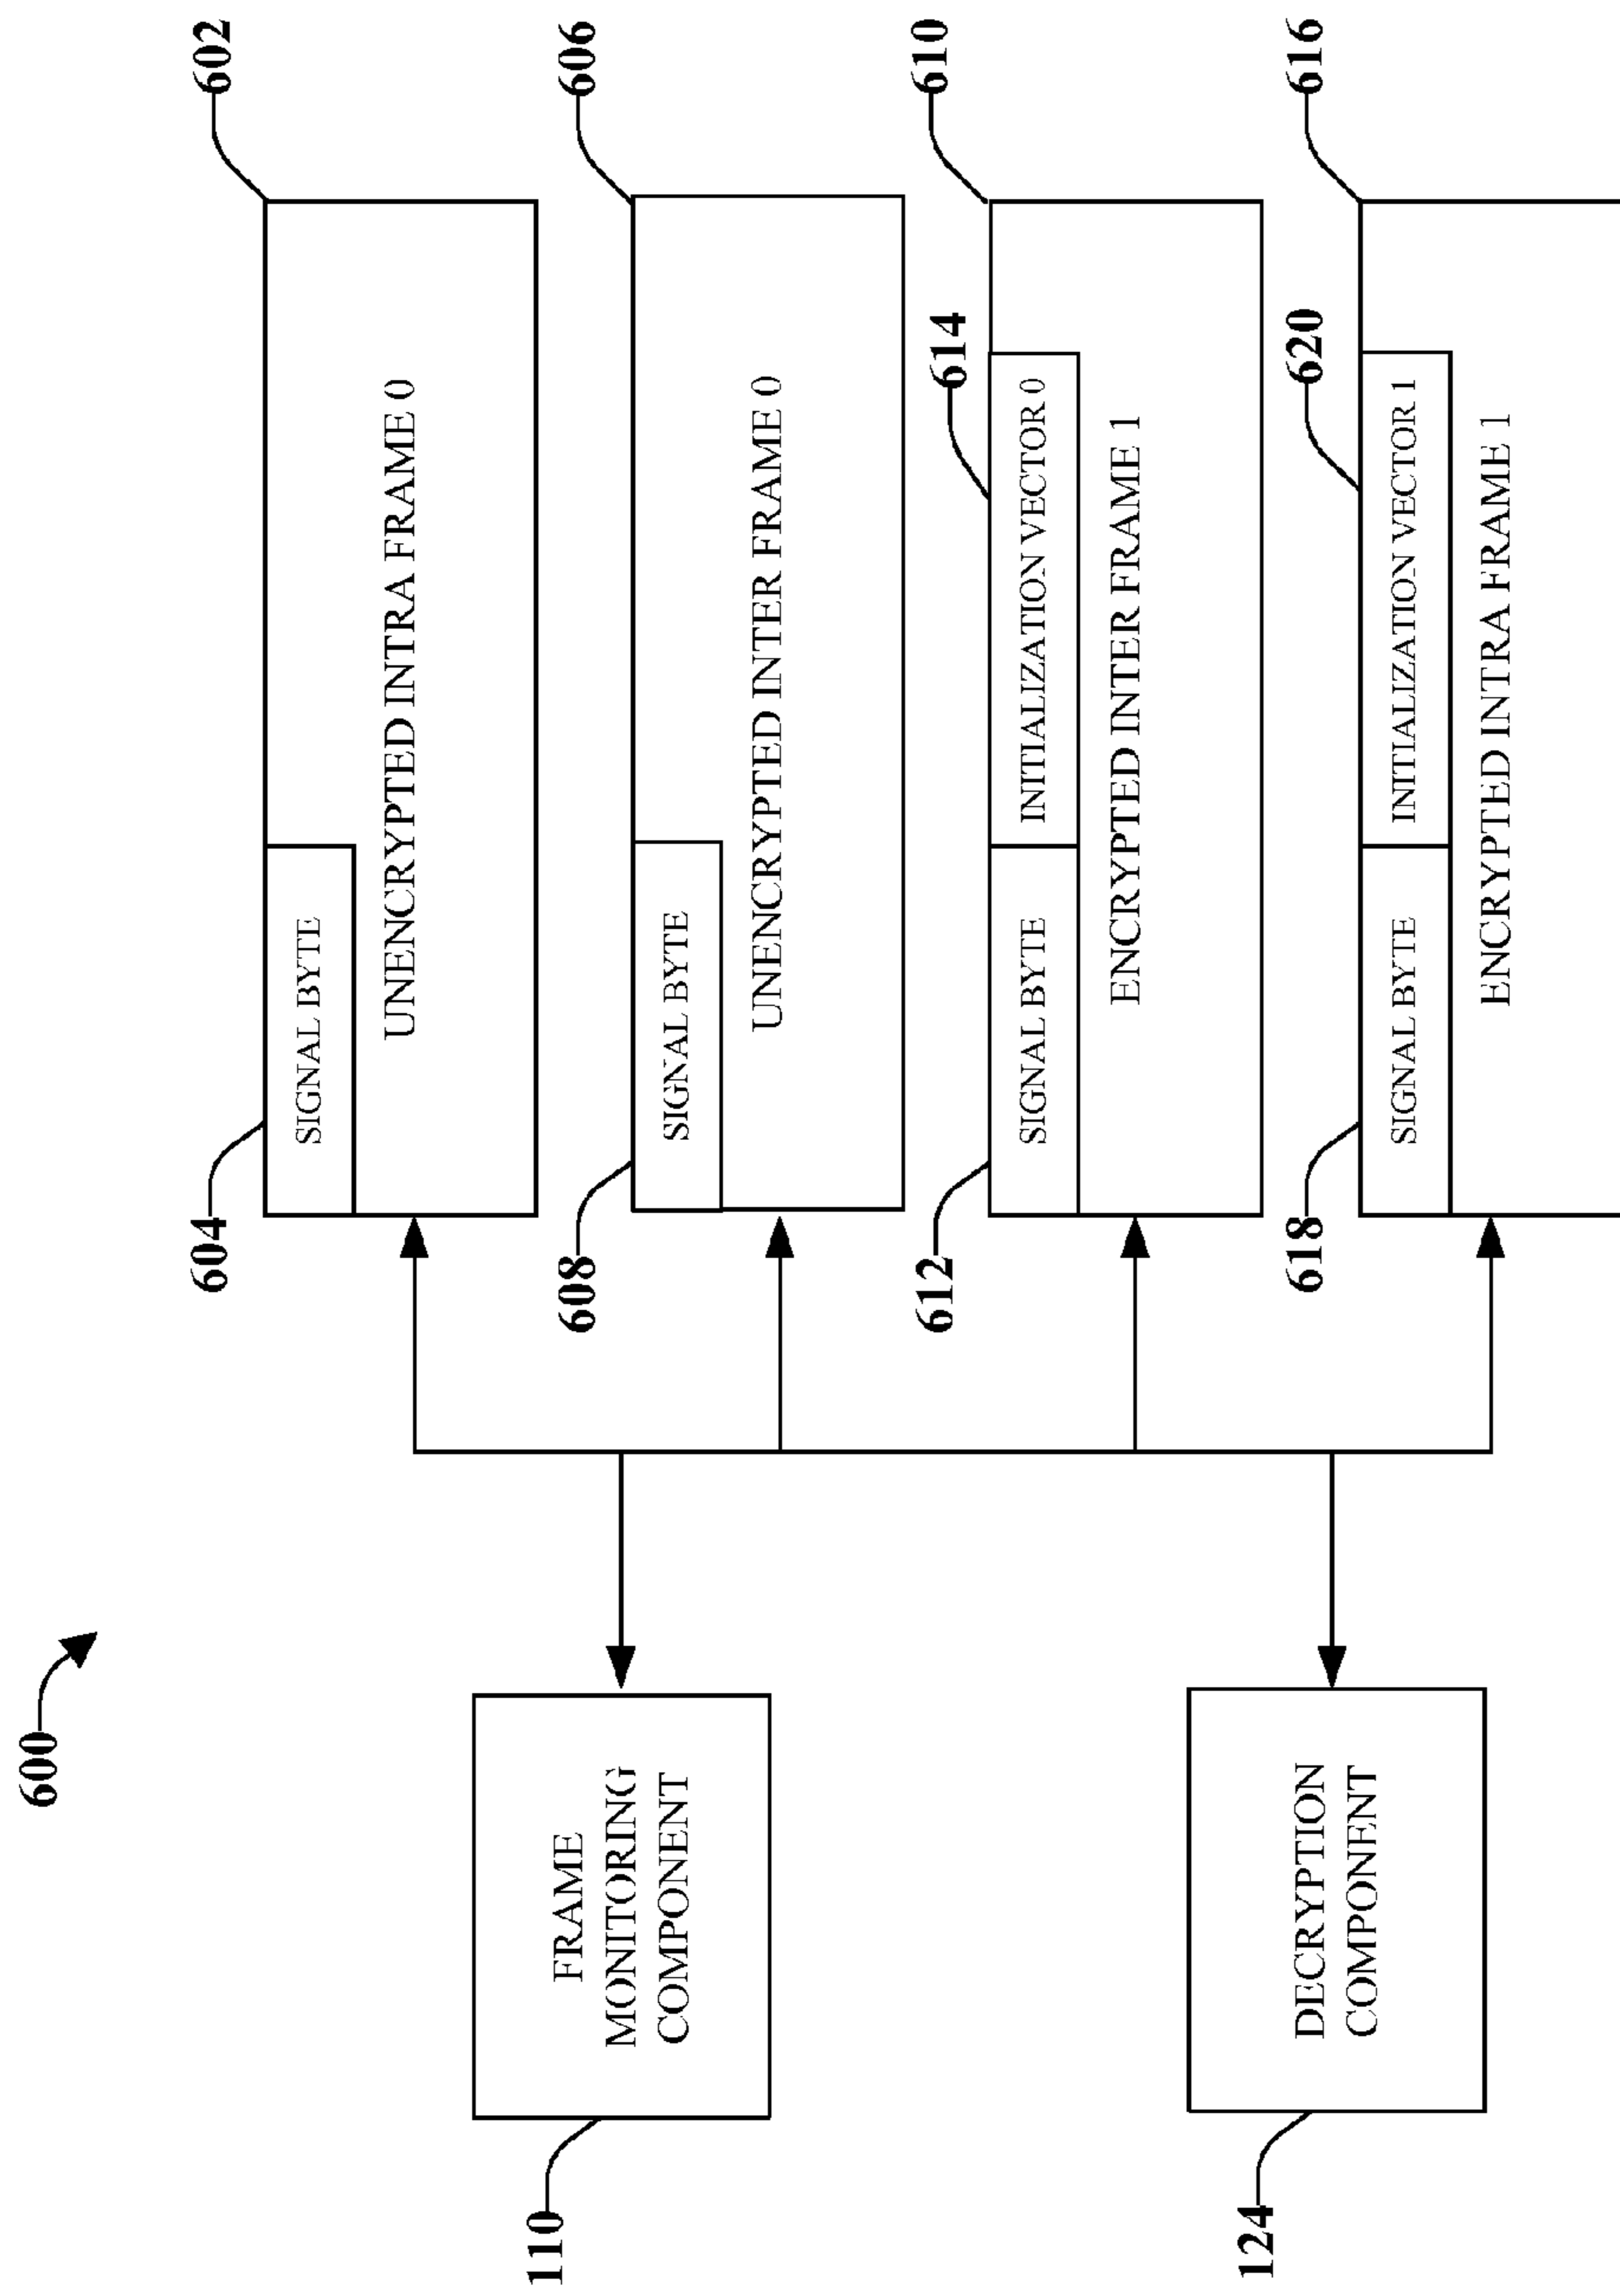 600
602
604
SIGNAL BYTE
UNENCRYPTED INTRA FRAME 0
606
608
SIGNAL BYTE
UNENCRYPTED INTER FRAME 0
110
FRAME
MONITORING
COMPONENT
610
614
612
SIGNAL BYTE
INITIALIZATION VECTOR 0
ENCRYPTED INTER FRAME 1
124
DECRYPTION
COMPONENT
616
620
618
SIGNAL BYTE
INITIALIZATION VECTOR 1
ENCRYPTED INTRA FRAME 1